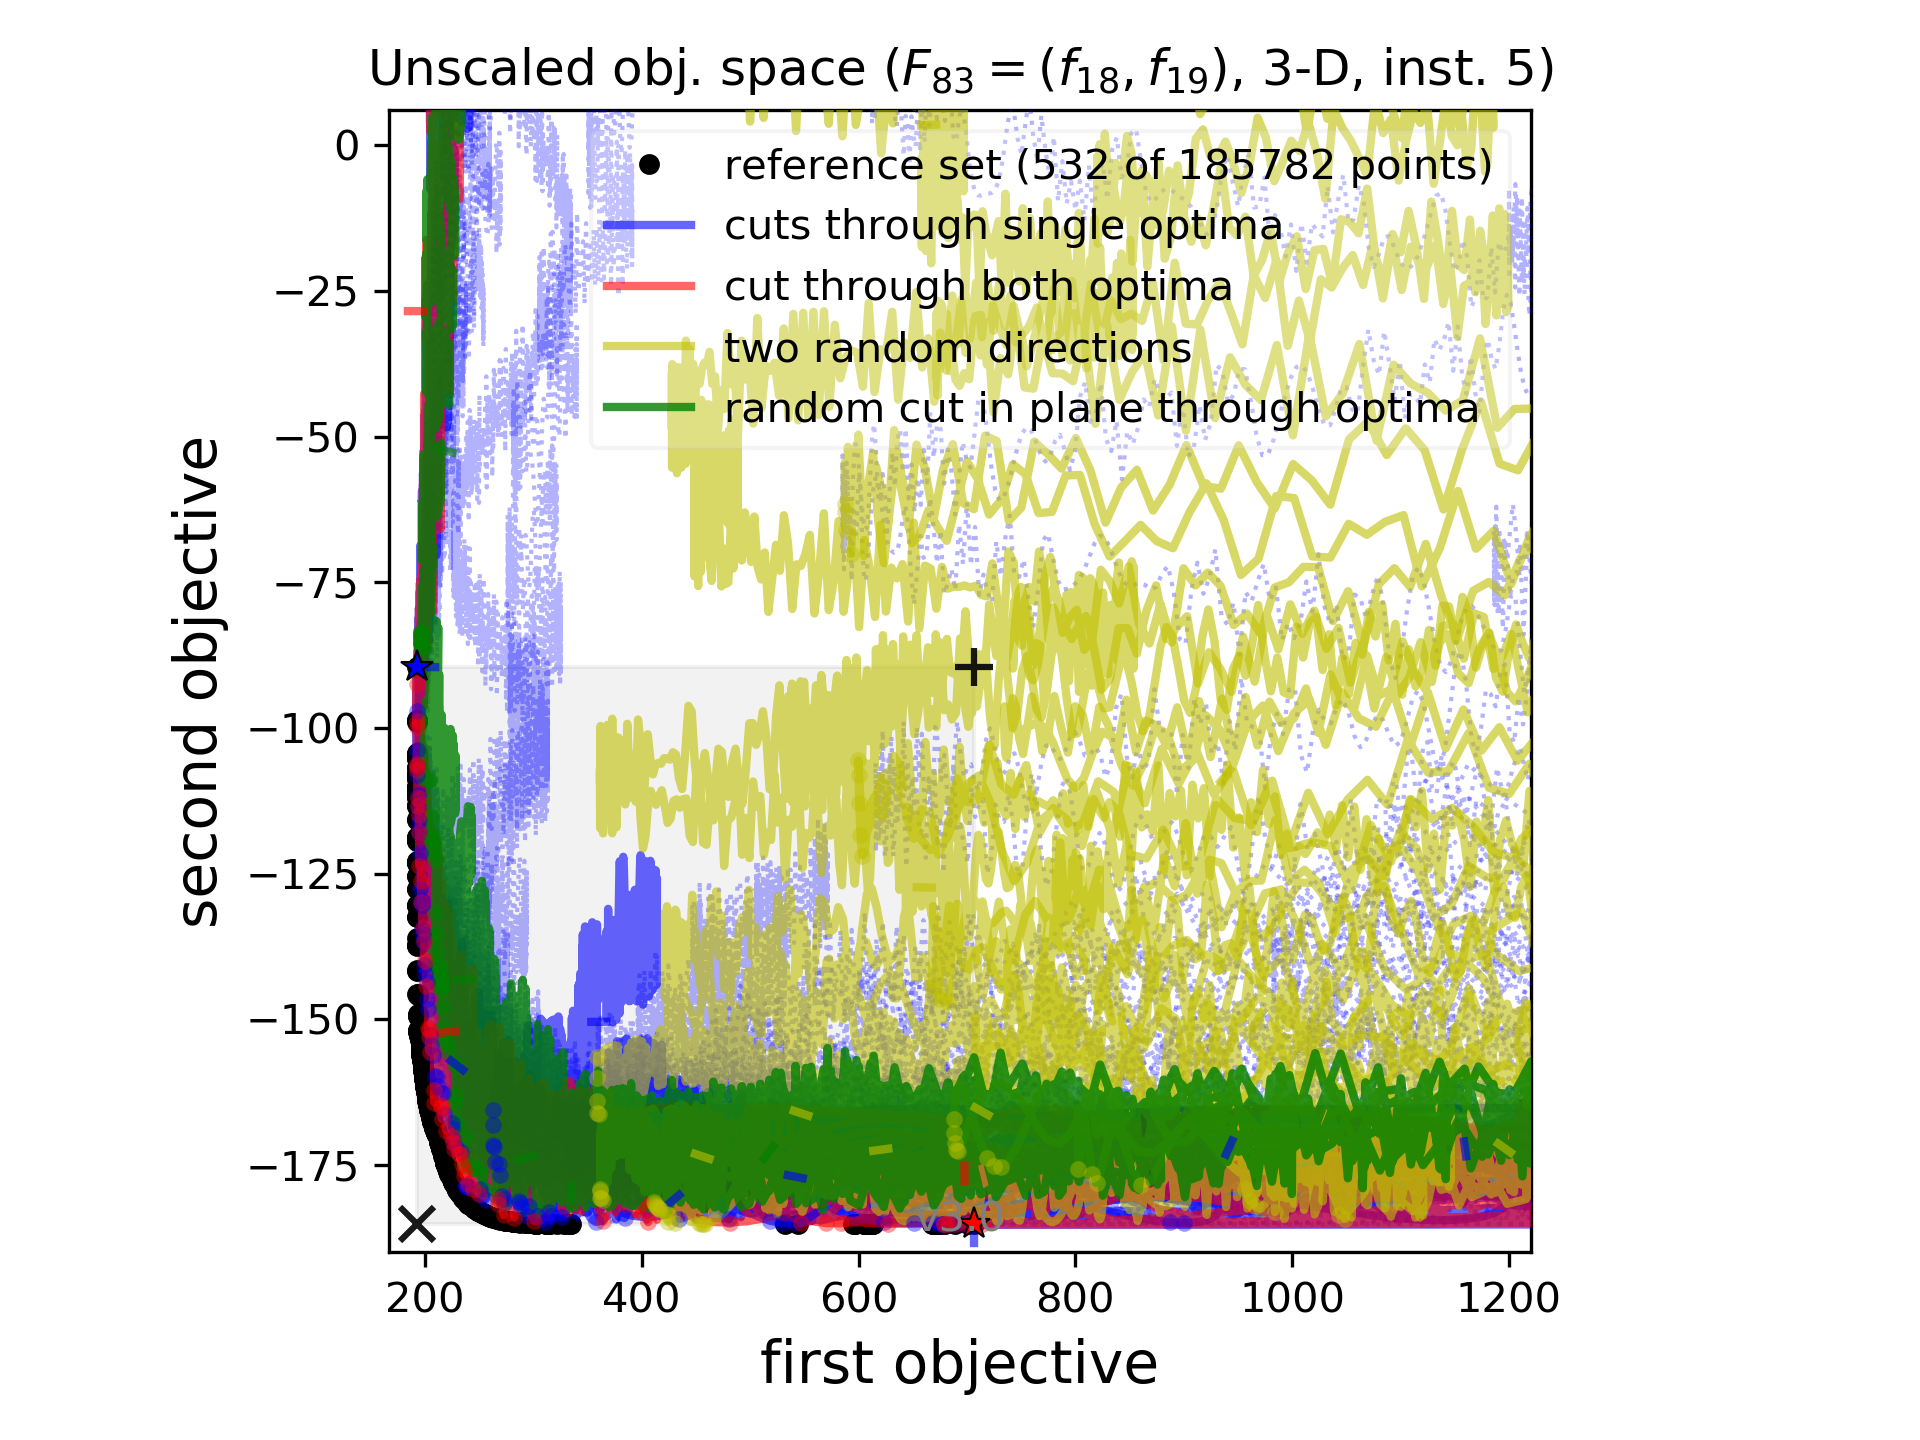 Unscaled obj. space (F₈₃ = (f₁₈, f₁₉), 3-D, inst. 5)
reference set (532 of 185782 points)
cuts through single optima
cut through both optima
two random directions
random cut in plane through optima
second objective
0
−25
−50
−75
−100
−125
−150
−175
200
400
600
800
1000
1200
first objective